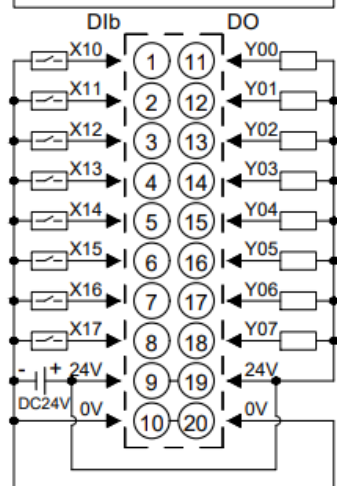 DIb DO
X10 1 11 Y00
X11 2 12 Y01
X12 3 13 Y02
X13 4 14 Y03
X14 5 15 Y04
X15 6 16 Y05
X16 7 17 Y06
X17 8 18 Y07
- + 24V 9 19 24V
DC24V 0V 10 20 0V